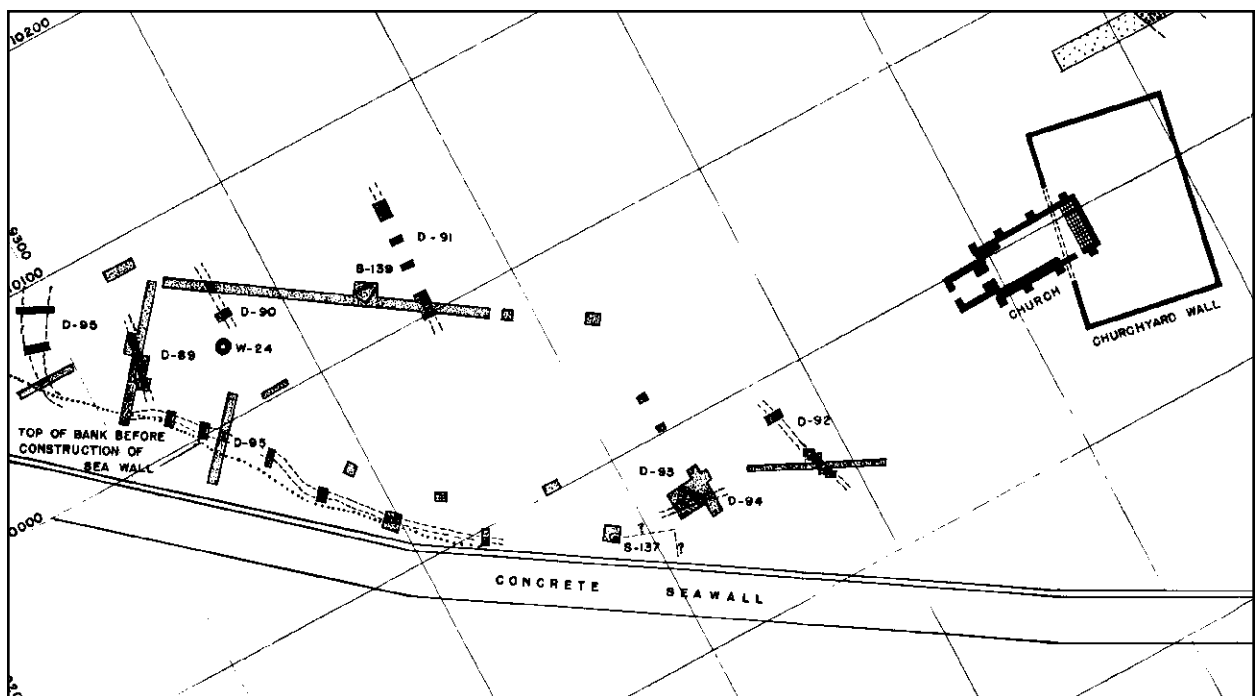 10200
9300
10100
D-91
S-139
D-90
D-95
D-89
W-24
CHURCH
CHURCHYARD WALL
TOP OF BANK BEFORE
CONSTRUCTION OF
SEA WALL
D-95
D-92
D-93
D-94
?
S-137 ?
CONCRETE SEAWALL